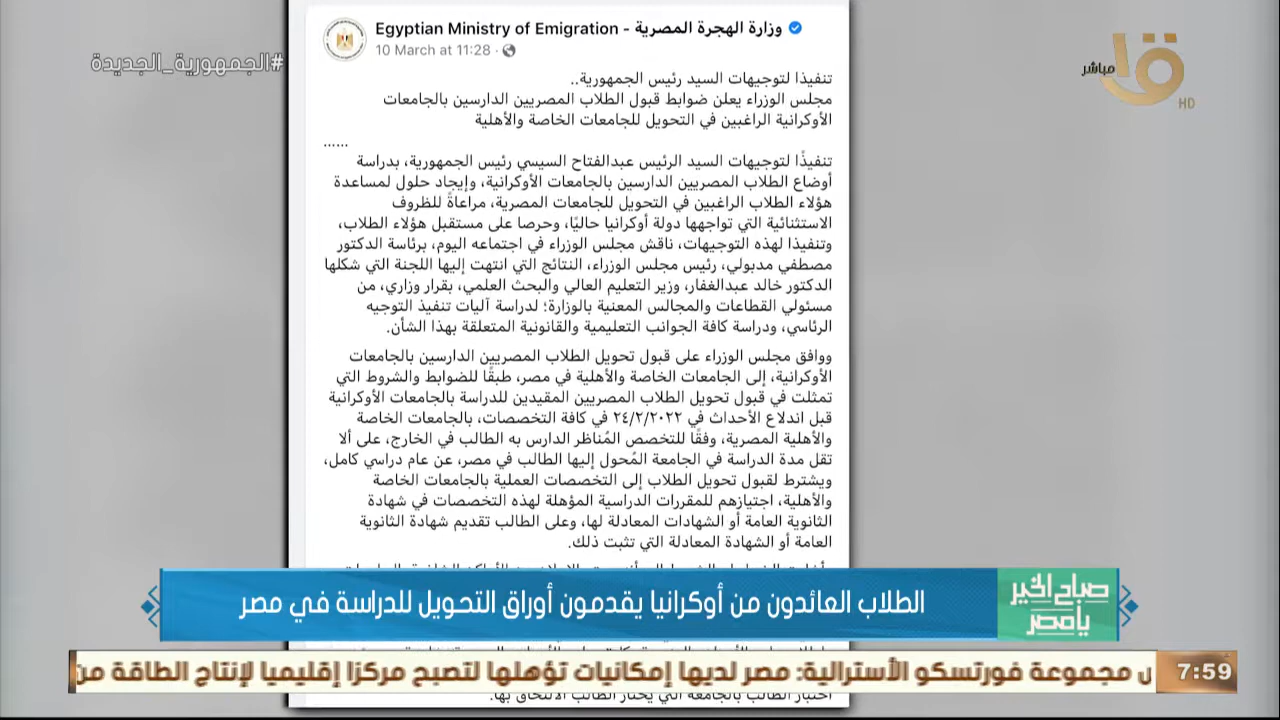 Egyptian Ministry of Emigration - وزارة الهجرة المصرية
10 March at 11:28 ·
#الجمهورية_الجديدة
مباشر
HD
تنفيذا لتوجيهات السيد رئيس الجمهورية..
مجلس الوزراء يعلن ضوابط قبول الطلاب المصريين الدارسين بالجامعات
الأوكرانية الراغبين في التحويل للجامعات الخاصة والأهلية
......
تنفيذًا لتوجيهات السيد الرئيس عبدالفتاح السيسي رئيس الجمهورية، بدراسة
أوضاع الطلاب المصريين الدارسين بالجامعات الأوكرانية، وإيجاد حلول لمساعدة
هؤلاء الطلاب الراغبين في التحويل للجامعات المصرية، مراعاةً للظروف
الاستثنائية التي تواجهها دولة أوكرانيا حاليًا، وحرصا على مستقبل هؤلاء الطلاب،
وتنفيذا لهذه التوجيهات، ناقش مجلس الوزراء في اجتماعه اليوم، برئاسة الدكتور
مصطفي مدبولي، رئيس مجلس الوزراء، النتائج التي انتهت إليها اللجنة التي شكلها
الدكتور خالد عبدالغفار، وزير التعليم العالي والبحث العلمي، بقرار وزاري، من
مسئولي القطاعات والمجالس المعنية بالوزارة؛ لدراسة آليات تنفيذ التوجيه
الرئاسي، ودراسة كافة الجوانب التعليمية والقانونية المتعلقة بهذا الشأن.
ووافق مجلس الوزراء على قبول تحويل الطلاب المصريين الدارسين بالجامعات
الأوكرانية، إلى الجامعات الخاصة والأهلية في مصر، طبقًا للضوابط والشروط التي
تمثلت في قبول تحويل الطلاب المصريين المقيدين للدراسة بالجامعات الأوكرانية
قبل اندلاع الأحداث في ٢٤/٢/٢٠٢٢ في كافة التخصصات، بالجامعات الخاصة
والأهلية المصرية، وفقًا للتخصص المُناظر الدارس به الطالب في الخارج، على ألا
تقل مدة الدراسة في الجامعة المُحول إليها الطالب في مصر، عن عام دراسي كامل،
ويشترط لقبول تحويل الطلاب إلى التخصصات العملية بالجامعات الخاصة
والأهلية، اجتيازهم للمقررات الدراسية المؤهلة لهذه التخصصات في شهادة
الثانوية العامة أو الشهادات المعادلة لها، وعلى الطالب تقديم شهادة الثانوية
العامة أو الشهادة المعادلة التي تثبت ذلك.
صباح الخير
يا مصر
الطلاب العائدون من أوكرانيا يقدمون أوراق التحويل للدراسة في مصر
مجموعة فورتسكو الأسترالية: مصر لديها إمكانيات تؤهلها لتصبح مركزا إقليميا لإنتاج الطاقة من
7:59
اختبار الطالب بالجامعة التي يختار الطالب الالتحاق بها.